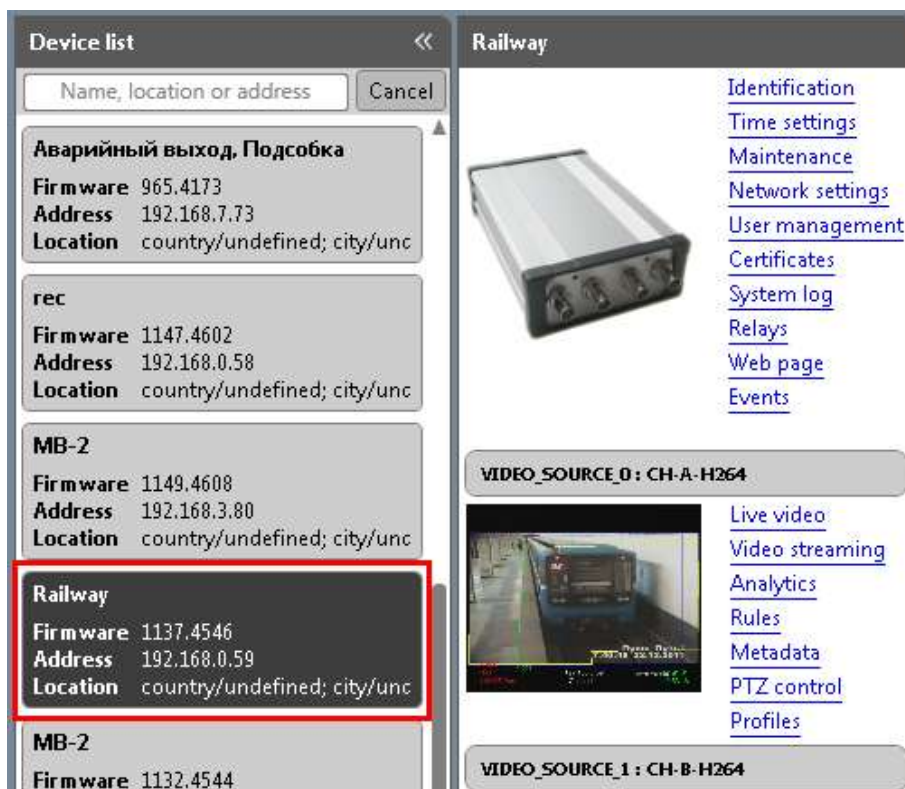 Device list
«
Name, location or address
Cancel
Аварийный выход, Подсобка
Firmware 965.4173
Address 192.168.7.73
Location country/undefined; city/unc
rec
Firmware 1147.4602
Address 192.168.0.58
Location country/undefined; city/unc
MB-2
Firmware 1149.4608
Address 192.168.3.80
Location country/undefined; city/unc
Railway
Firmware 1137.4546
Address 192.168.0.59
Location country/undefined; city/unc
MB-2
Firmware 1132.4544
Railway
Identification
Time settings
Maintenance
Network settings
User management
Certificates
System log
Relays
Web page
Events
VIDEO_SOURCE_0 : CH-A-H264
Live video
Video streaming
Analytics
Rules
Metadata
PTZ control
Profiles
VIDEO_SOURCE_1 : CH-B-H264